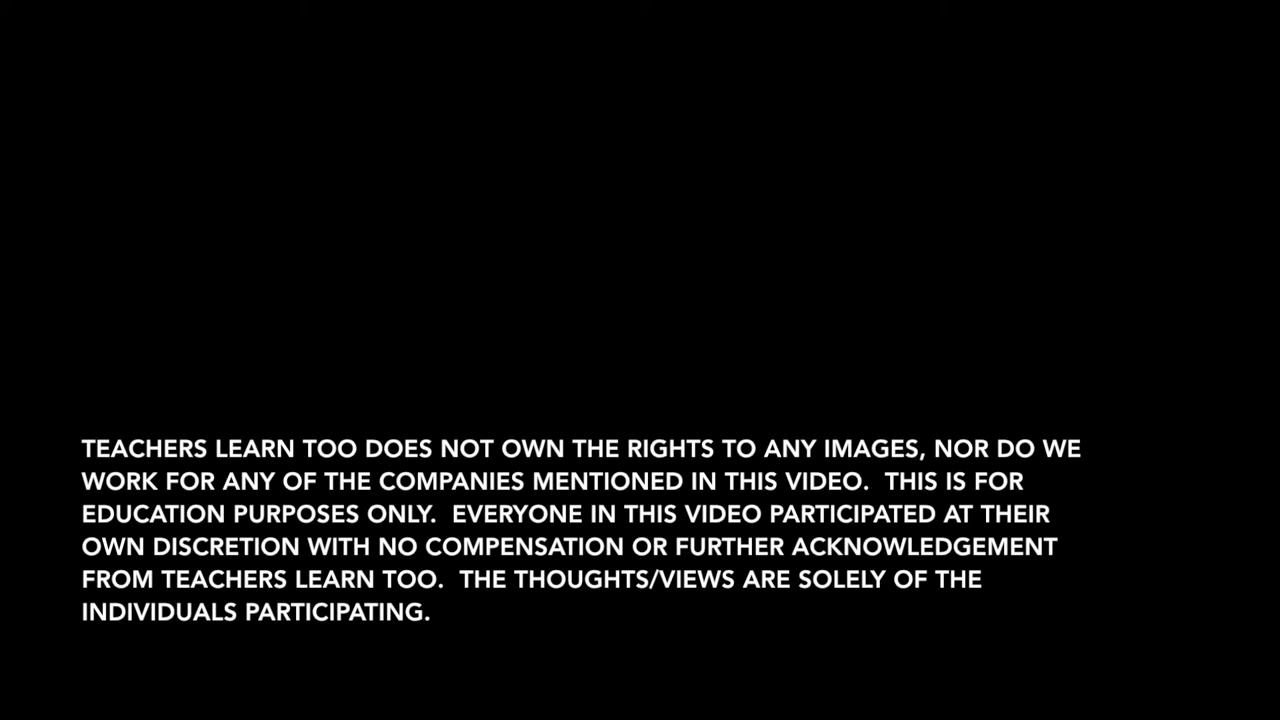 TEACHERS LEARN TOO DOES NOT OWN THE RIGHTS TO ANY IMAGES, NOR DO WE
WORK FOR ANY OF THE COMPANIES MENTIONED IN THIS VIDEO.  THIS IS FOR
EDUCATION PURPOSES ONLY.  EVERYONE IN THIS VIDEO PARTICIPATED AT THEIR
OWN DISCRETION WITH NO COMPENSATION OR FURTHER ACKNOWLEDGEMENT
FROM TEACHERS LEARN TOO.  THE THOUGHTS/VIEWS ARE SOLELY OF THE
INDIVIDUALS PARTICIPATING.